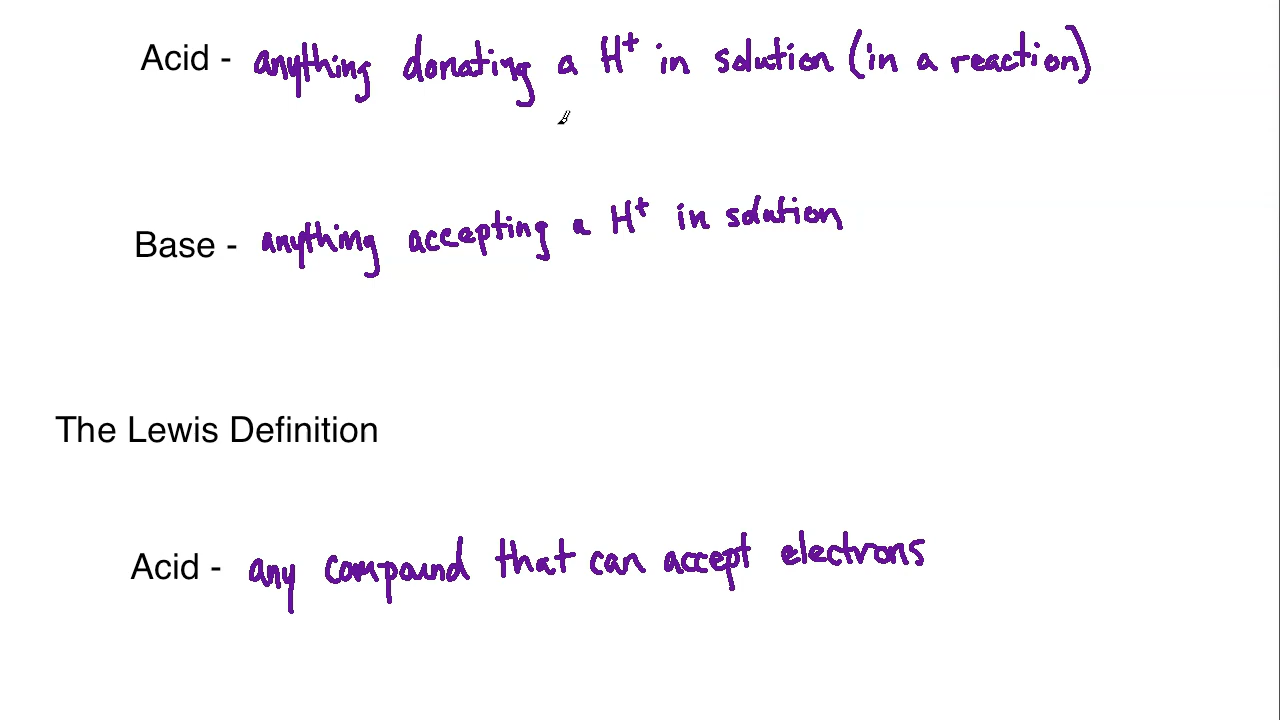 Acid - anything donating a H⁺ in solution (in a reaction)
Base - anything accepting a H⁺ in solution
The Lewis Definition
Acid - any compound that can accept electrons